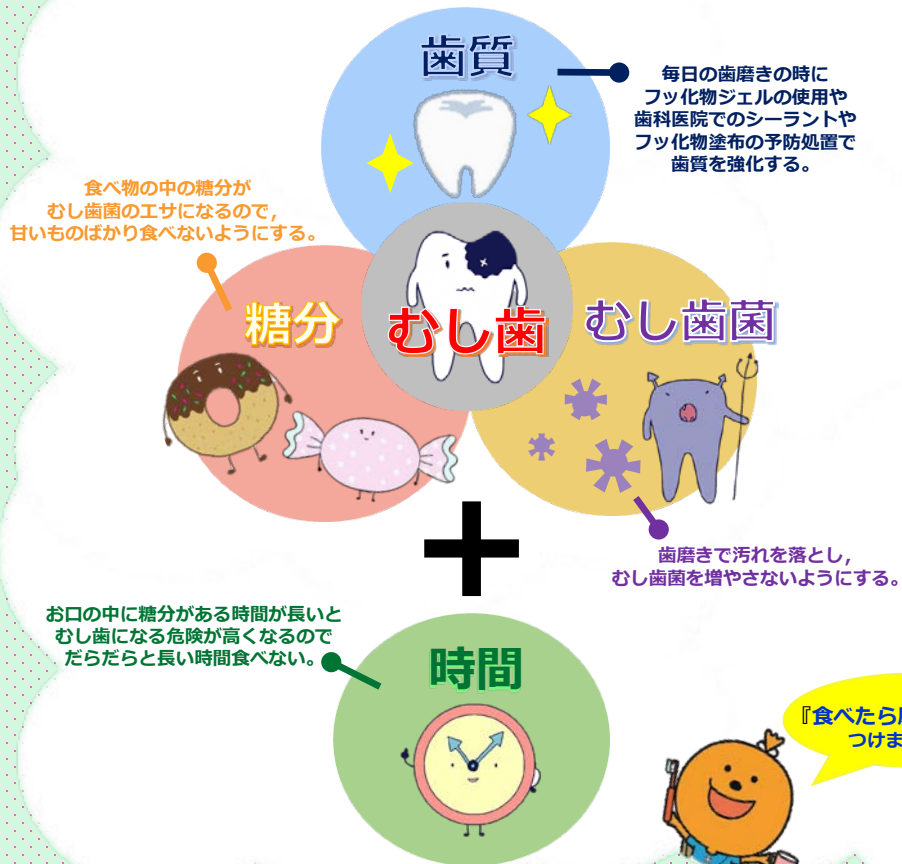 歯質
毎日の歯磨きの時に
フッ化物ジェルの使用や
歯科医院でのシーラントや
フッ化物塗布の予防処置で
歯質を強化する。
食べ物の中の糖分が
むし歯菌のエサになるので,
甘いものばかり食べないようにする。
糖分
むし歯
むし歯菌
歯磨きで汚れを落とし,
むし歯菌を増やさないようにする。
お口の中に糖分がある時間が長いと
むし歯になる危険が高くなるので
だらだらと長い時間食べない。
時間
『食べたら
つけま